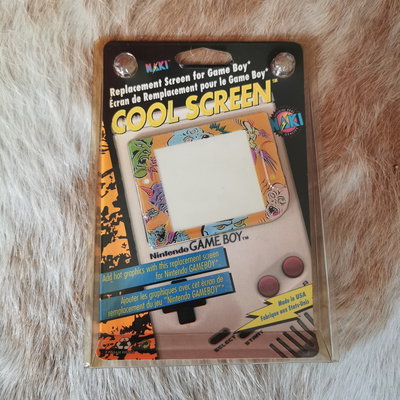 NAKI
Replacement Screen for Game Boy*
Écran de Remplacement pour le Game Boy*
COOL SCREEN™
NAKI
Nintendo GAME BOY™
Add hot graphics with this replacement screen
for Nintendo GAMEBOY*
Ajouter les graphiques avec cet écran de
remplacement du jeu "Nintendo GAMEBOY"*
Made in USA
Fabriqué aux États-Unis
SELECT
START